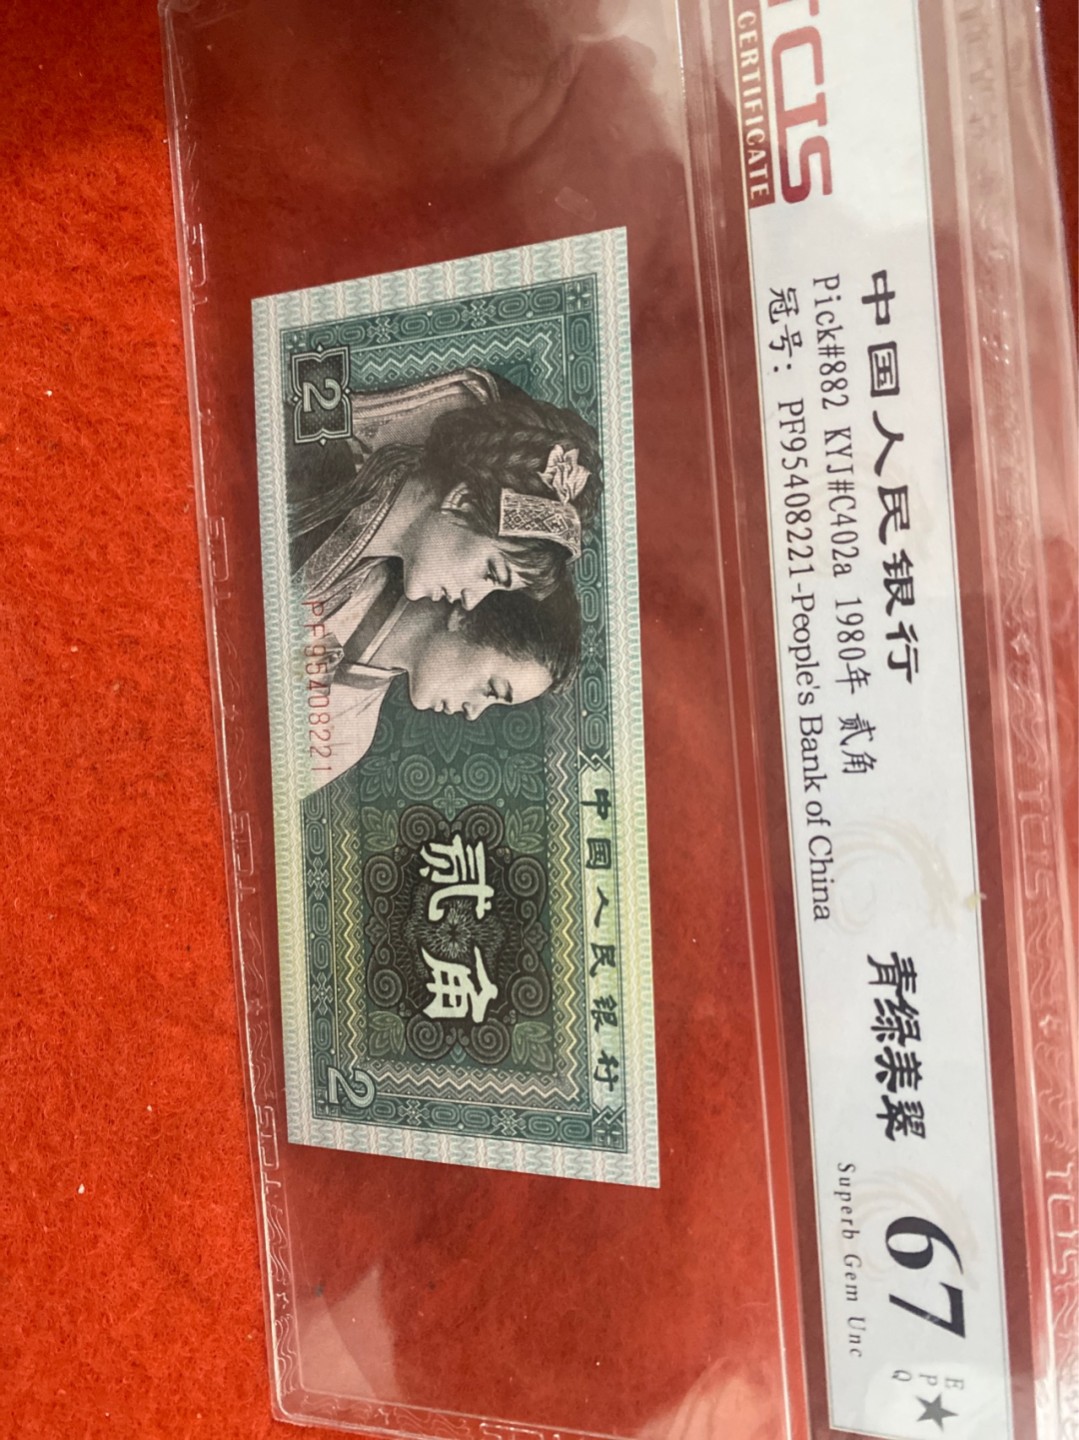 TCIS
CERTIFICATE
中国人民银行
Pick#882 KYJ#C402a 1980年 贰角
冠号: PF95408221-People's Bank of China
青绿美翠
67
Superb Gem Unc
EPQ
★
中国人民银行
贰角
2
2
PF95408221